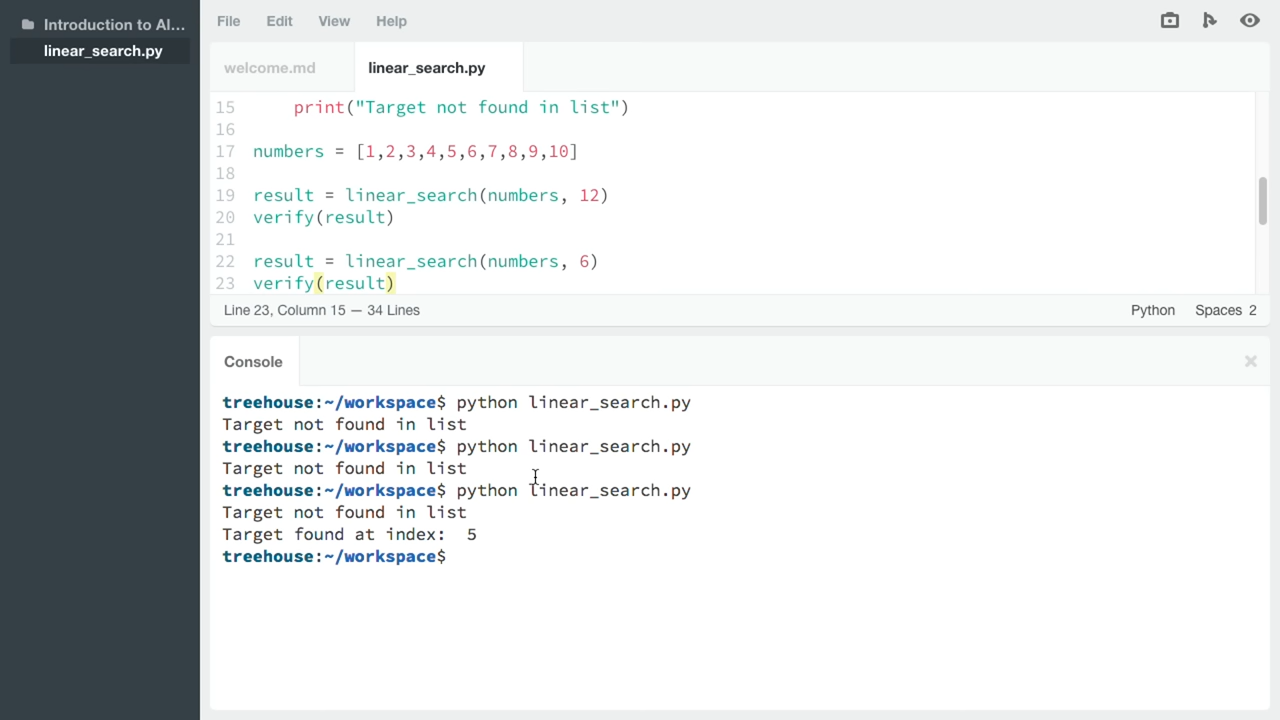 Introduction to Al...
linear_search.py
File Edit View Help
welcome.md linear_search.py
15     print("Target not found in list")
16
17 numbers = [1,2,3,4,5,6,7,8,9,10]
18
19 result = linear_search(numbers, 12)
20 verify(result)
21
22 result = linear_search(numbers, 6)
23 verify(result)
Line 23, Column 15 — 34 Lines Python Spaces 2
Console
treehouse:~/workspace$ python linear_search.py
Target not found in list
treehouse:~/workspace$ python linear_search.py
Target not found in list
treehouse:~/workspace$ python linear_search.py
Target not found in list
Target found at index:  5
treehouse:~/workspace$